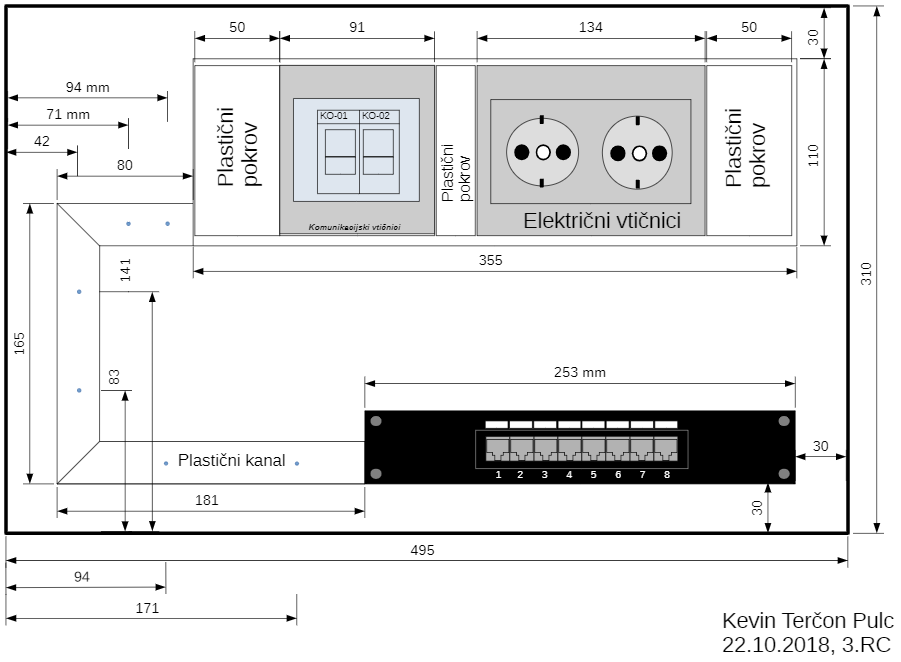 50
91
134
50
30
94 mm
71 mm
42
80
Plastični
pokrov
KO-01
KO-02
Komunikacijski vtičnici
Plastični
pokrov
Električni vtičnici
Plastični
pokrov
110
355
310
141
165
83
253 mm
Plastični kanal
1 2 3 4 5 6 7 8
30
181
30
495
94
171
Kevin Terčon Pulc
22.10.2018, 3.RC